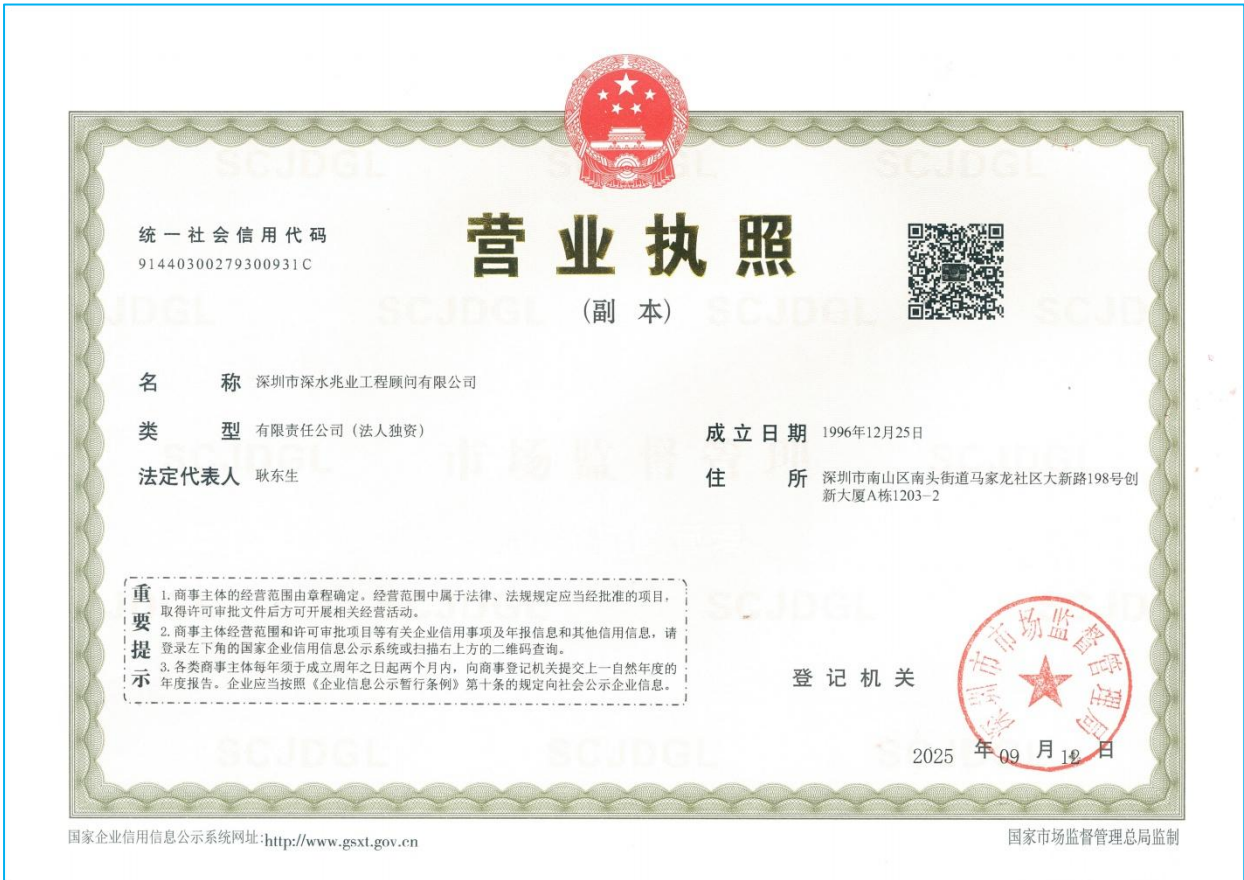 统一社会信用代码
91440300279300931C
营业执照
(副 本)
名 称 深圳市深水兆业工程顾问有限公司
类 型 有限责任公司（法人独资）
法定代表人 耿东生
成立日期 1996年12月25日
住 所 深圳市南山区南头街道马家龙社区大新路198号创
新大厦A栋1203-2
重要提示
1. 商事主体的经营范围由章程确定。经营范围中属于法律、法规规定应当经批准的项目，
取得许可审批文件后方可开展相关经营活动。
2. 商事主体经营范围和许可审批项目等有关企业信用事项及年报信息和其他信用信息，请
登录左下角的国家企业信用信息公示系统或扫描右上方的二维码查询。
3. 各类商事主体每年须于成立周年之日起两个月内，向商事登记机关提交上一自然年度的
年度报告。企业应当按照《企业信息公示暂行条例》第十条的规定向社会公示企业信息。
登记机关
深圳市市场监督管理局
2025 年 09 月 12 日
国家企业信用信息公示系统网址:http://www.gsxt.gov.cn
国家市场监督管理总局监制
SCJDGL